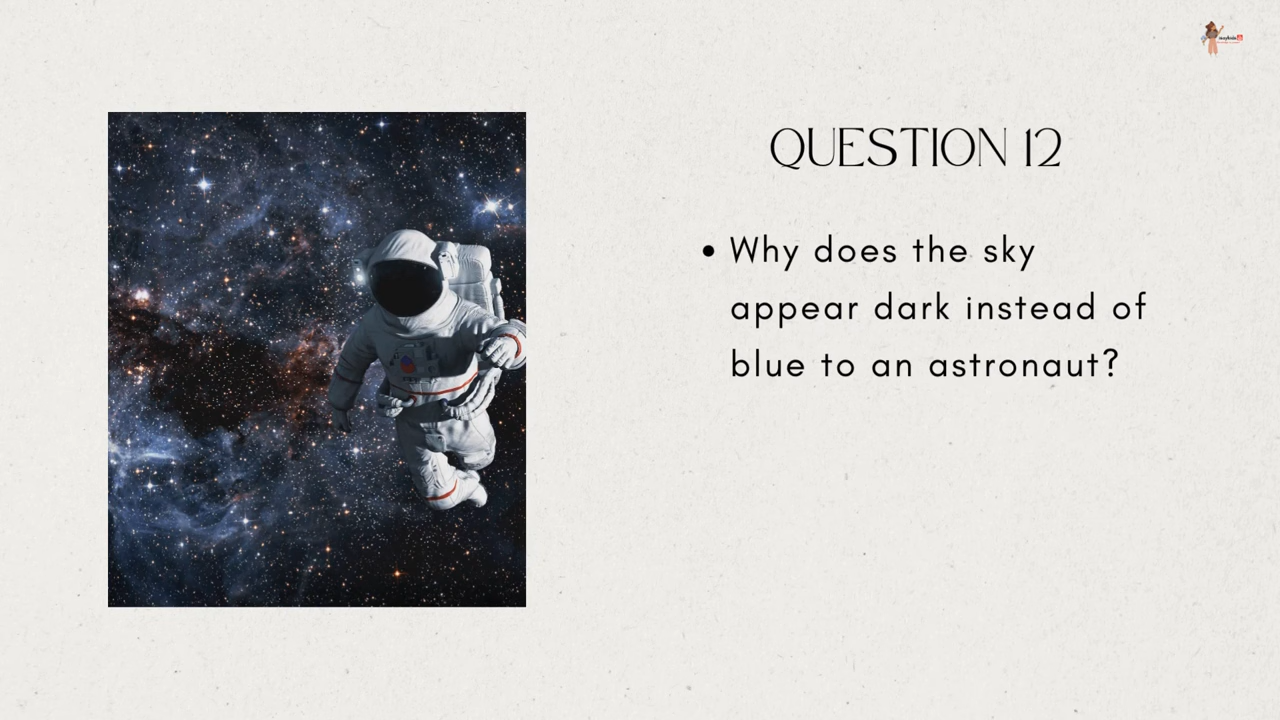 QUESTION 12
• Why does the sky
appear dark instead of
blue to an astronaut?